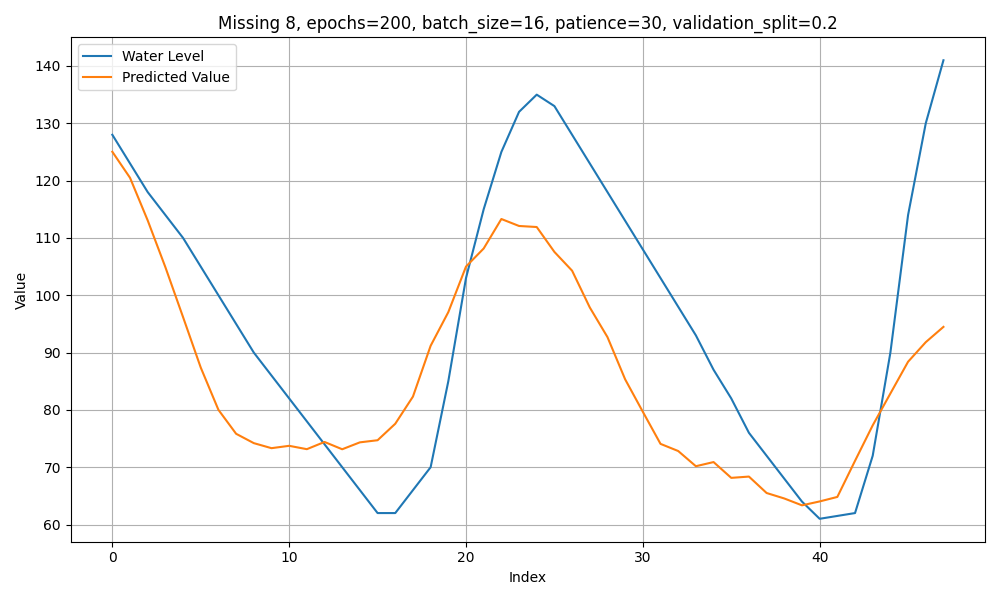 Missing 8, epochs=200, batch_size=16, patience=30, validation_split=0.2
Water Level
Predicted Value
140
130
120
110
100
90
80
70
60
Value
0 10 20 30 40
Index